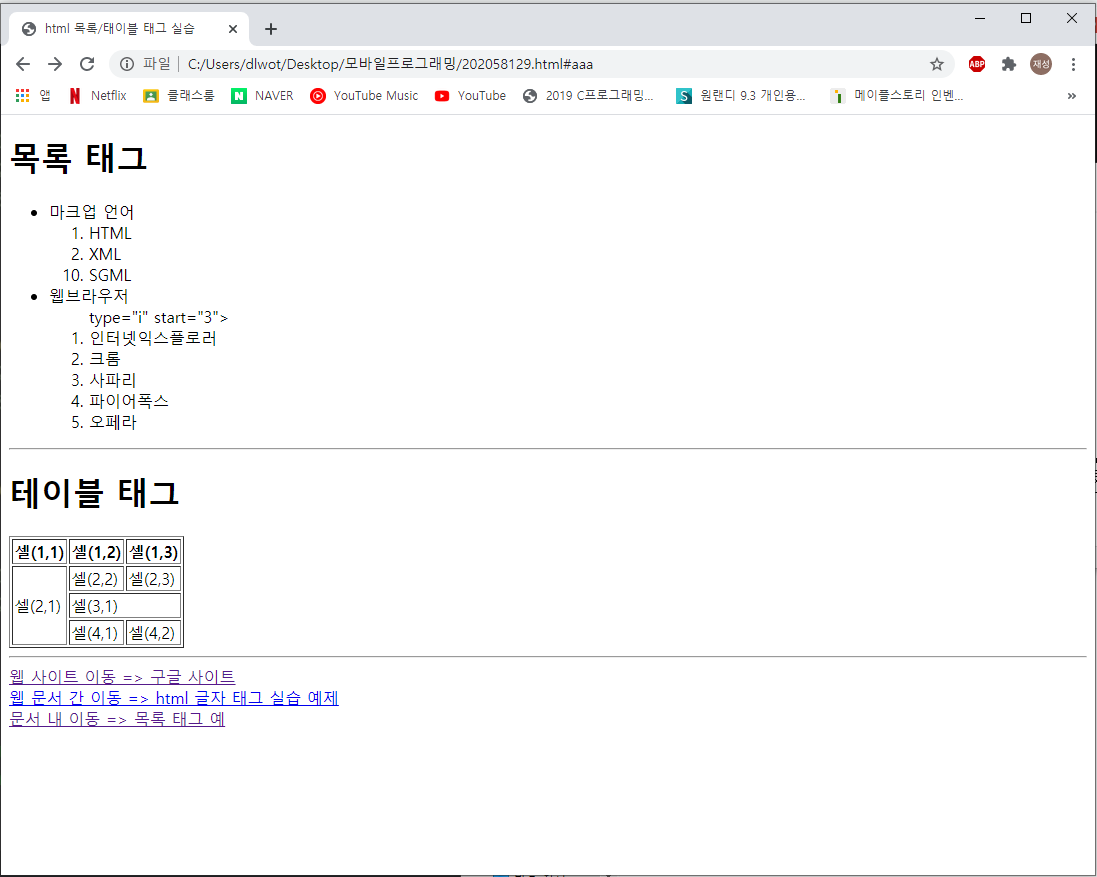 html 목록/태이블 태그 실습
파일 | C:/Users/dlwot/Desktop/모바일프로그래밍/202058129.html#aaa
ABP
재성
앱 Netflix 클래스룸 NAVER YouTube Music YouTube 2019 C프로그래밍... 원랜디 9.3 개인용... 메이플스토리 인벤... »
목록 태그
• 마크업 언어
1. HTML
2. XML
10. SGML
• 웹브라우저
type="i" start="3">
1. 인터넷익스플로러
2. 크롬
3. 사파리
4. 파이어폭스
5. 오페라
테이블 태그
셀(1,1) 셀(1,2) 셀(1,3)
셀(2,2) 셀(2,3)
셀(2,1) 셀(3,1)
셀(4,1) 셀(4,2)
웹 사이트 이동 => 구글 사이트
웹 문서 간 이동 => html 글자 태그 실습 예제
문서 내 이동 => 목록 태그 예